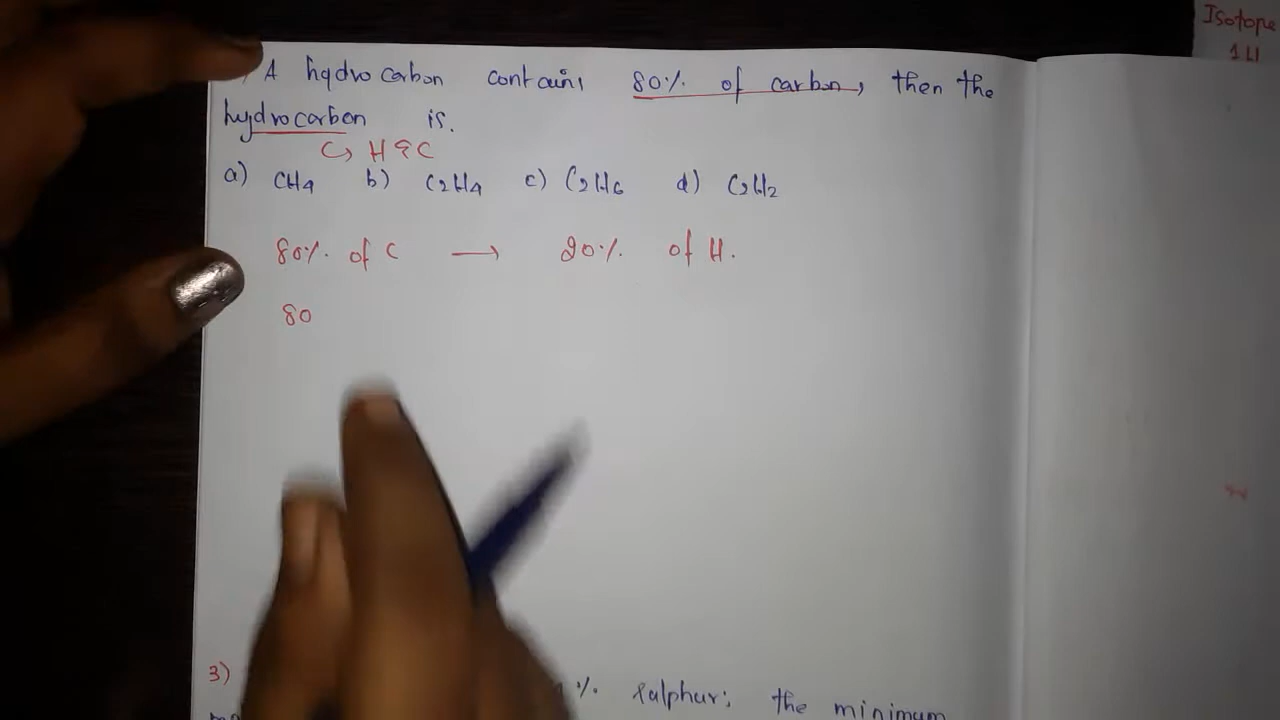 A hydrocarbon contains 80% of carbon, then the
hydrocarbon is.
↳ H & C
a) CH4 b) C2H4 c) C2H6 d) C2H2
80% of C → 20% of H.
80
3) % sulphur; the minimum
Isotope
1H